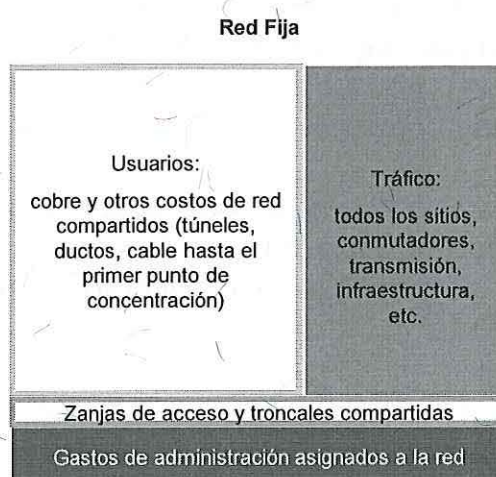 Red Fija
Usuarios:
cobre y otros costos de red
compartidos (túneles,
ductos, cable hasta el
primer punto de
concentración)
Tráfico:
todos los sitios,
conmutadores,
transmisión,
infraestructura,
etc.
Zanjas de acceso y troncales compartidas
Gastos de administración asignados a la red